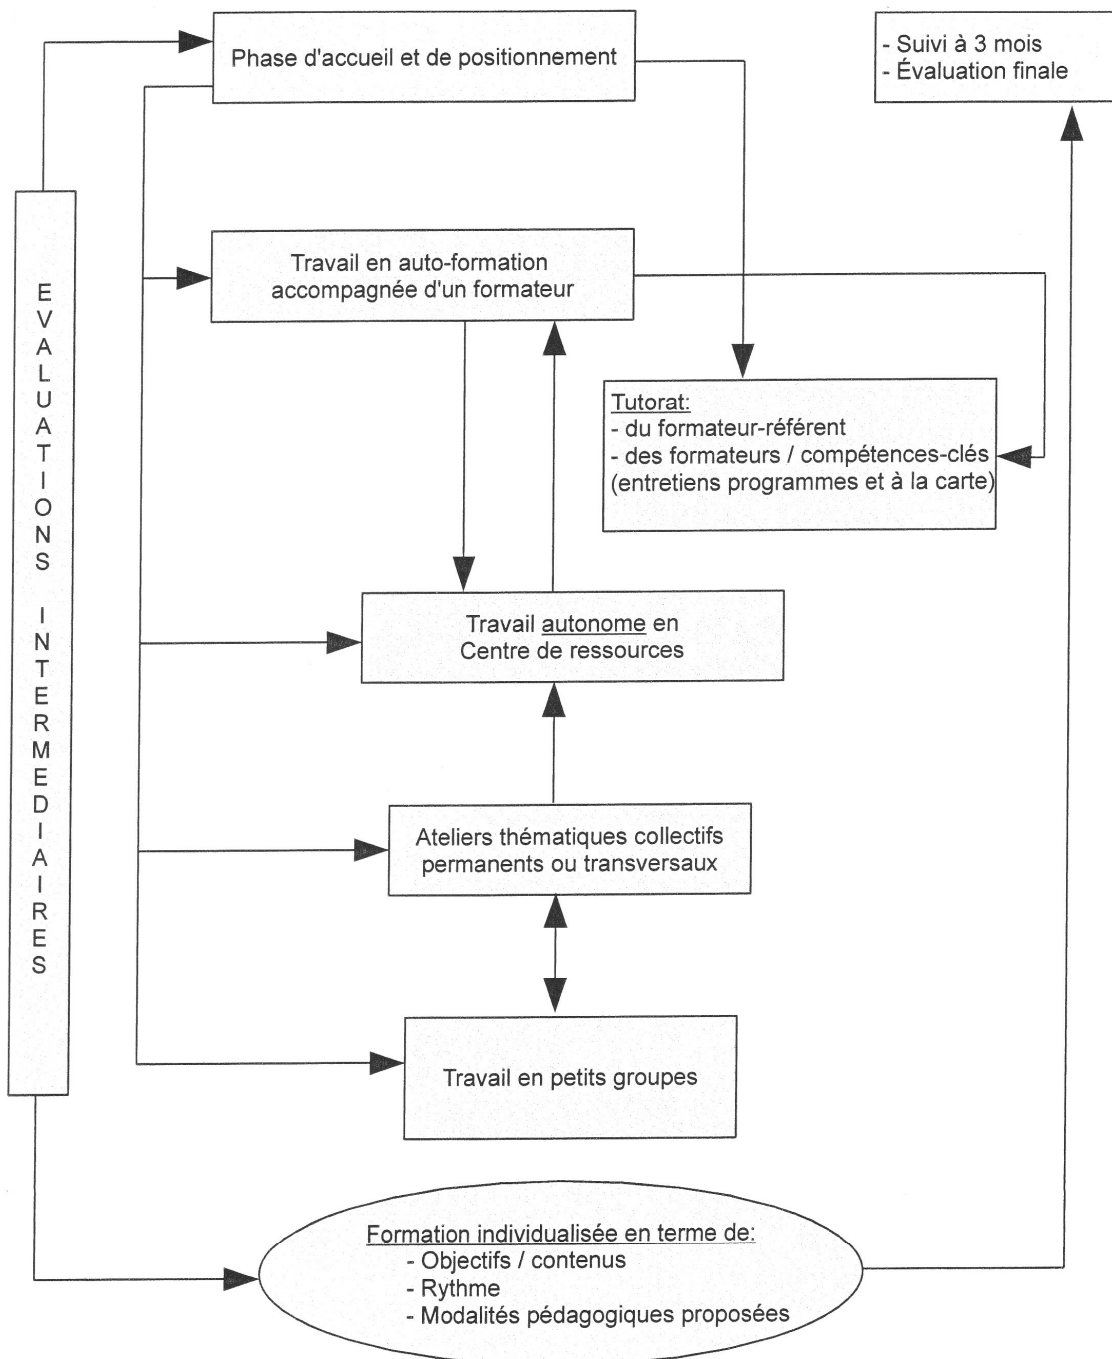 Phase d'accueil et de positionnement
- Suivi à 3 mois
- Évaluation finale
EVALUATIONS INTERMEDIAIRES
Travail en auto-formation
accompagnée d'un formateur
Tutorat:
- du formateur-référent
- des formateurs / compétences-clés
(entretiens programmes et à la carte)
Travail autonome en
Centre de ressources
Ateliers thématiques collectifs
permanents ou transversaux
Travail en petits groupes
Formation individualisée en terme de:
- Objectifs / contenus
- Rythme
- Modalités pédagogiques proposées